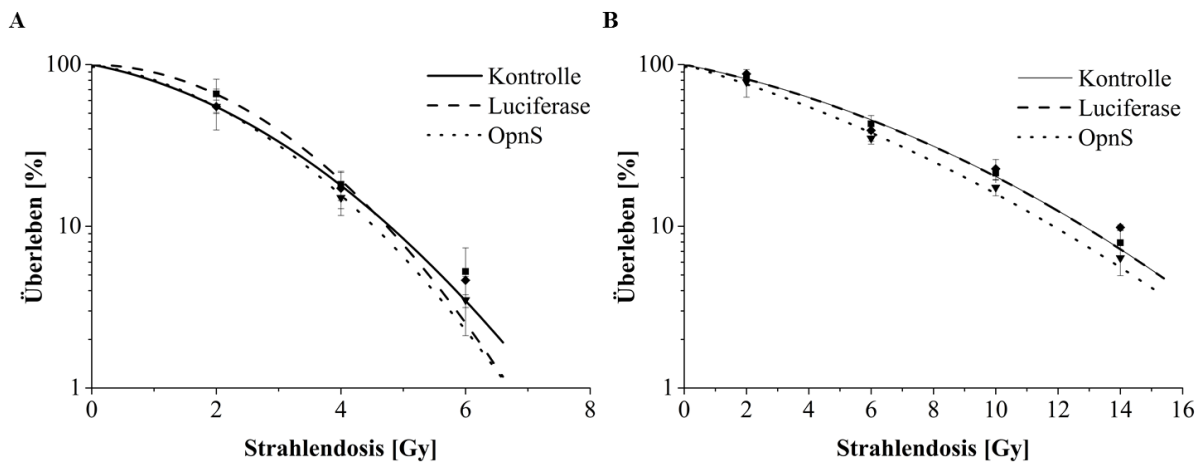 A
B
100
10
1
Überleben [%]
Kontrolle
Luciferase
OpnS
0
2
4
6
8
Strahlendosis [Gy]
100
10
1
Überleben [%]
Kontrolle
Luciferase
OpnS
0
2
4
6
8
10
12
14
16
Strahlendosis [Gy]